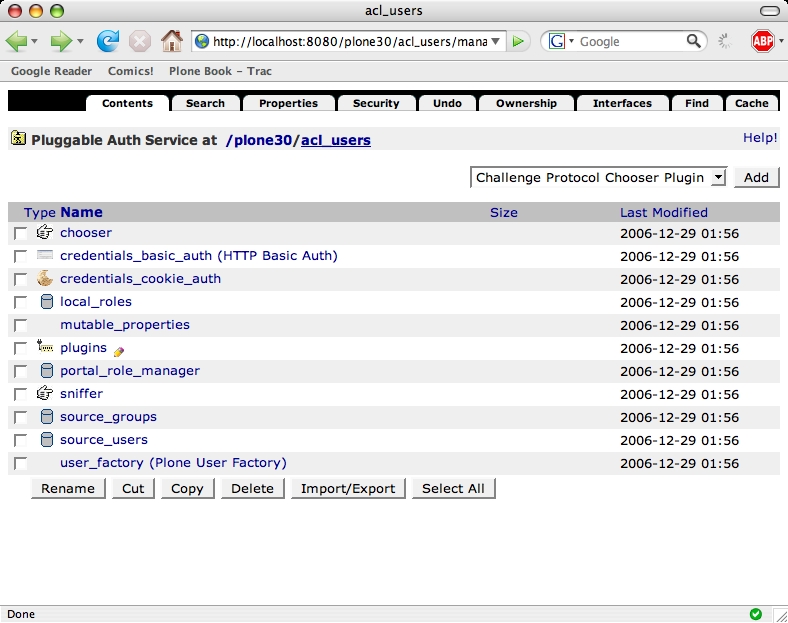 acl_users
http://localhost:8080/plone30/acl_users/mana
G Google
ABP
Google Reader Comics! Plone Book – Trac
Contents Search Properties Security Undo Ownership Interfaces Find Cache
Pluggable Auth Service at /plone30/acl_users Help!
Challenge Protocol Chooser Plugin Add
Type Name Size Last Modified
chooser 2006-12-29 01:56
credentials_basic_auth (HTTP Basic Auth) 2006-12-29 01:56
credentials_cookie_auth 2006-12-29 01:56
local_roles 2006-12-29 01:56
mutable_properties 2006-12-29 01:56
plugins 2006-12-29 01:56
portal_role_manager 2006-12-29 01:56
sniffer 2006-12-29 01:56
source_groups 2006-12-29 01:56
source_users 2006-12-29 01:56
user_factory (Plone User Factory) 2006-12-29 01:56
Rename Cut Copy Delete Import/Export Select All
Done